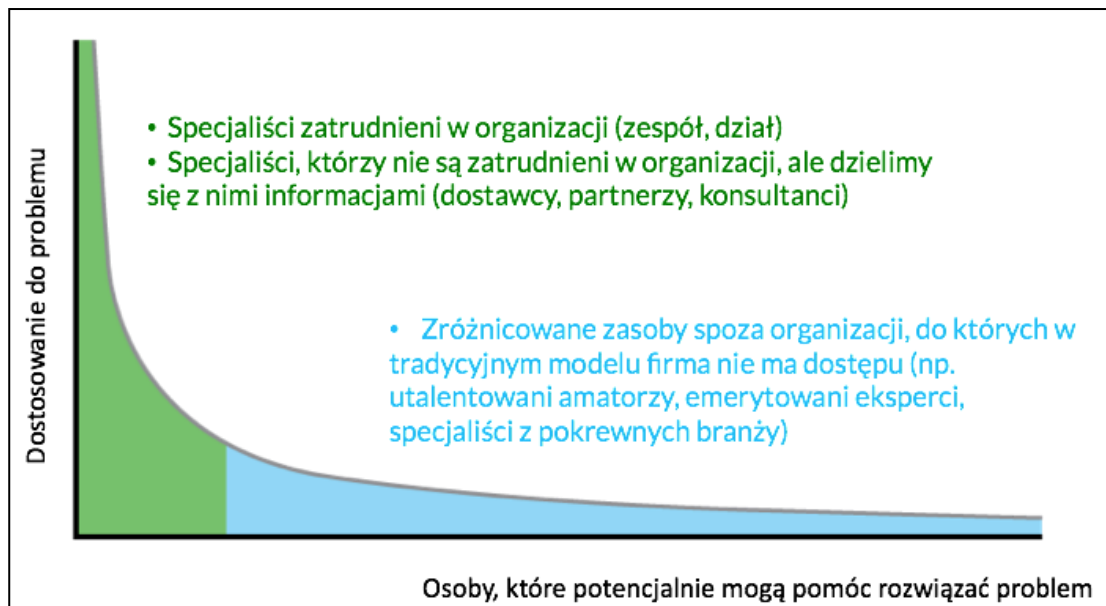 • Specjaliści zatrudnieni w organizacji (zespół, dział)
• Specjaliści, którzy nie są zatrudnieni w organizacji, ale dzielimy
się z nimi informacjami (dostawcy, partnerzy, konsultanci)
Dostosowanie do problemu
• Zróżnicowane zasoby spoza organizacji, do których w
tradycyjnym modelu firma nie ma dostępu (np.
utalentowani amatorzy, emerytowani eksperci,
specjaliści z pokrewnych branży)
Osoby, które potencjalnie mogą pomóc rozwiązać problem